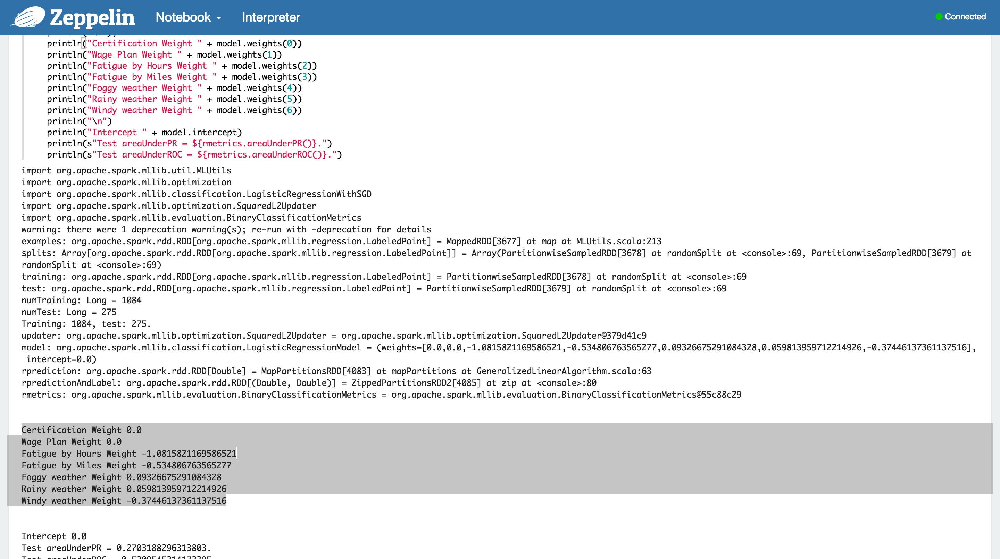 Zeppelin Notebook Interpreter Connected
println("Certification Weight " + model.weights(0))
println("Wage Plan Weight " + model.weights(1))
println("Fatigue by Hours Weight " + model.weights(2))
println("Fatigue by Miles Weight " + model.weights(3))
println("Foggy weather Weight " + model.weights(4))
println("Rainy weather Weight " + model.weights(5))
println("Windy weather Weight " + model.weights(6))
println("\n")
println("Intercept " + model.intercept)
println(s"Test areaUnderPR = ${rmetrics.areaUnderPR()}.")
println(s"Test areaUnderROC = ${rmetrics.areaUnderROC()}.")
import org.apache.spark.mllib.util.MLUtils
import org.apache.spark.mllib.optimization
import org.apache.spark.mllib.classification.LogisticRegressionWithSGD
import org.apache.spark.mllib.optimization.SquaredL2Updater
import org.apache.spark.mllib.evaluation.BinaryClassificationMetrics
warning: there were 1 deprecation warning(s); re-run with -deprecation for details
examples: org.apache.spark.rdd.RDD[org.apache.spark.mllib.regression.LabeledPoint] = MappedRDD[3677] at map at MLUtils.scala:213
splits: Array[org.apache.spark.rdd.RDD[org.apache.spark.mllib.regression.LabeledPoint]] = Array(PartitionwiseSampledRDD[3678] at randomSplit at <console>:69, PartitionwiseSampledRDD[3679] at
randomSplit at <console>:69)
training: org.apache.spark.rdd.RDD[org.apache.spark.mllib.regression.LabeledPoint] = PartitionwiseSampledRDD[3678] at randomSplit at <console>:69
test: org.apache.spark.rdd.RDD[org.apache.spark.mllib.regression.LabeledPoint] = PartitionwiseSampledRDD[3679] at randomSplit at <console>:69
numTraining: Long = 1084
numTest: Long = 275
Training: 1084, test: 275.
updater: org.apache.spark.mllib.optimization.SquaredL2Updater = org.apache.spark.mllib.optimization.SquaredL2Updater@379d41c9
model: org.apache.spark.mllib.classification.LogisticRegressionModel = (weights=[0.0,0.0,-1.0815821169586521,-0.534806763565277,0.09326675291084328,0.059813959712214926,-0.37446137361137516],
intercept=0.0)
rprediction: org.apache.spark.rdd.RDD[Double] = MapPartitionsRDD[4083] at mapPartitions at GeneralizedLinearAlgorithm.scala:63
rpredictionAndLabel: org.apache.spark.rdd.RDD[(Double, Double)] = ZippedPartitionsRDD2[4085] at zip at <console>:80
rmetrics: org.apache.spark.mllib.evaluation.BinaryClassificationMetrics = org.apache.spark.mllib.evaluation.BinaryClassificationMetrics@55c88c29
Certification Weight 0.0
Wage Plan Weight 0.0
Fatigue by Hours Weight -1.0815821169586521
Fatigue by Miles Weight -0.534806763565277
Foggy weather Weight 0.09326675291084328
Rainy weather Weight 0.059813959712214926
Windy weather Weight -0.37446137361137516
Intercept 0.0
Test areaUnderPR = 0.2703188296313803.
Test areaUnderROC